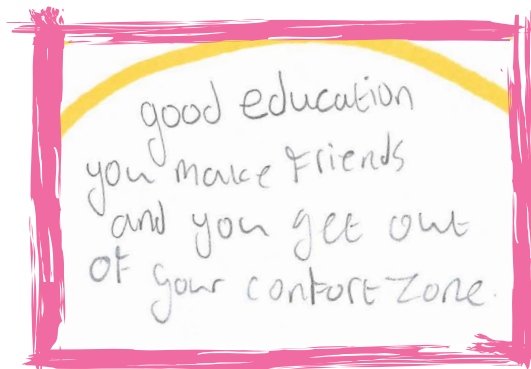 good education
you make friends
and you get out
of your confort zone.